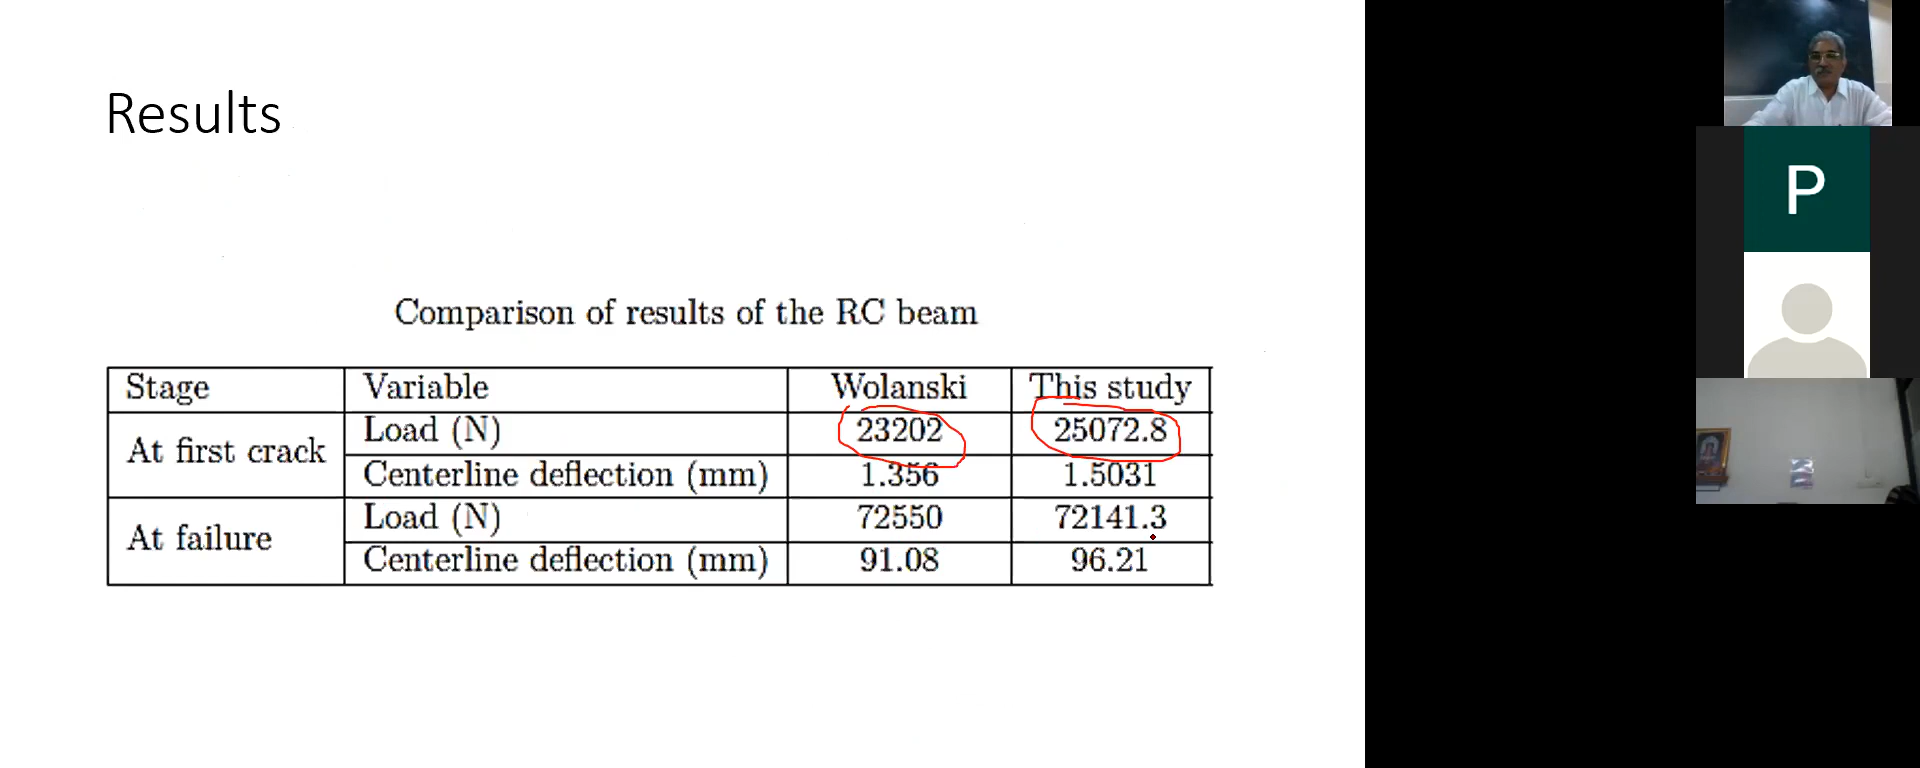 Results
Comparison of results of the RC beam
Stage Variable Wolanski This study
At first crack Load (N) 23202 25072.8
Centerline deflection (mm) 1.356 1.5031
At failure Load (N) 72550 72141.3
Centerline deflection (mm) 91.08 96.21
P